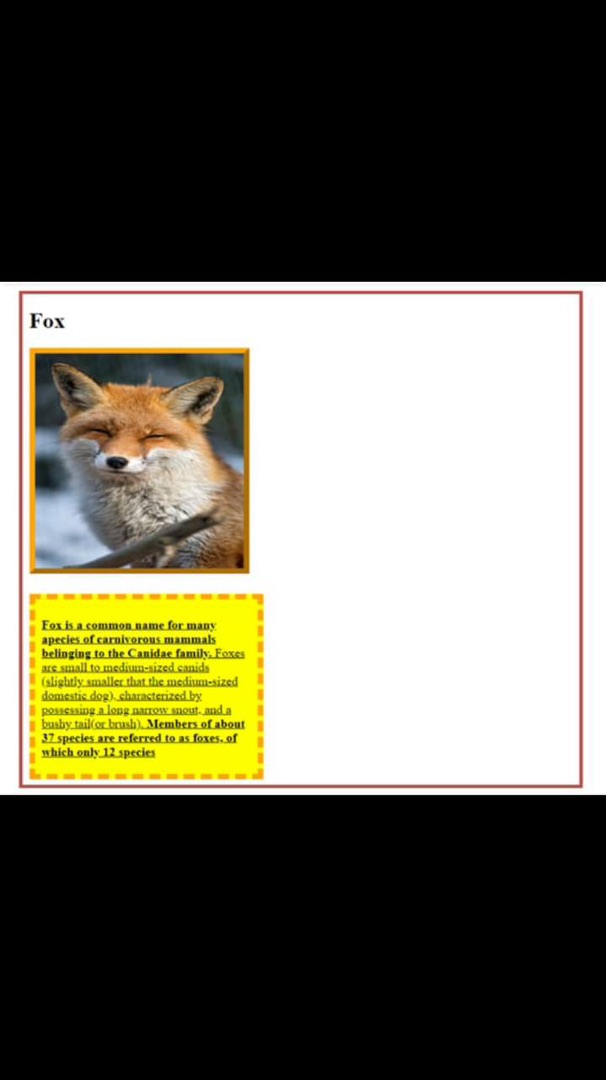 Fox
Fox is a common name for many
apecies of carnivorous mammals
belinging to the Canidae family. Foxes
are small to medium-sized canids
(slightly smaller that the medium-sized
domestic dog), characterized by
possessing a long narrow snout, and a
bushy tail(or brush). Members of about
37 species are referred to as foxes, of
which only 12 species